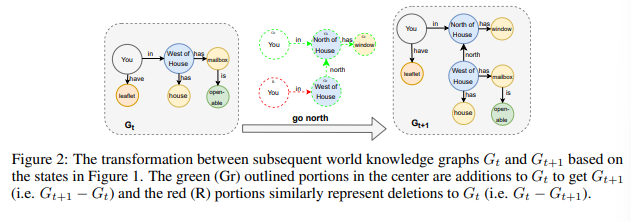 You
in
West of
House
has
mailbox
have
has
is
leaflet
house
open-
able
Gt
You
in
North of
House
has
window
north
You
in
West of
House
go north
You
in
North of
House
has
window
have
north
leaflet
West of
House
has
mailbox
has
is
house
open-
able
Gt+1
Figure 2: The transformation between subsequent world knowledge graphs Gt and Gt+1 based on
the states in Figure 1. The green (Gr) outlined portions in the center are additions to Gt to get Gt+1
(i.e. Gt+1 − Gt) and the red (R) portions similarly represent deletions to Gt (i.e. Gt − Gt+1).